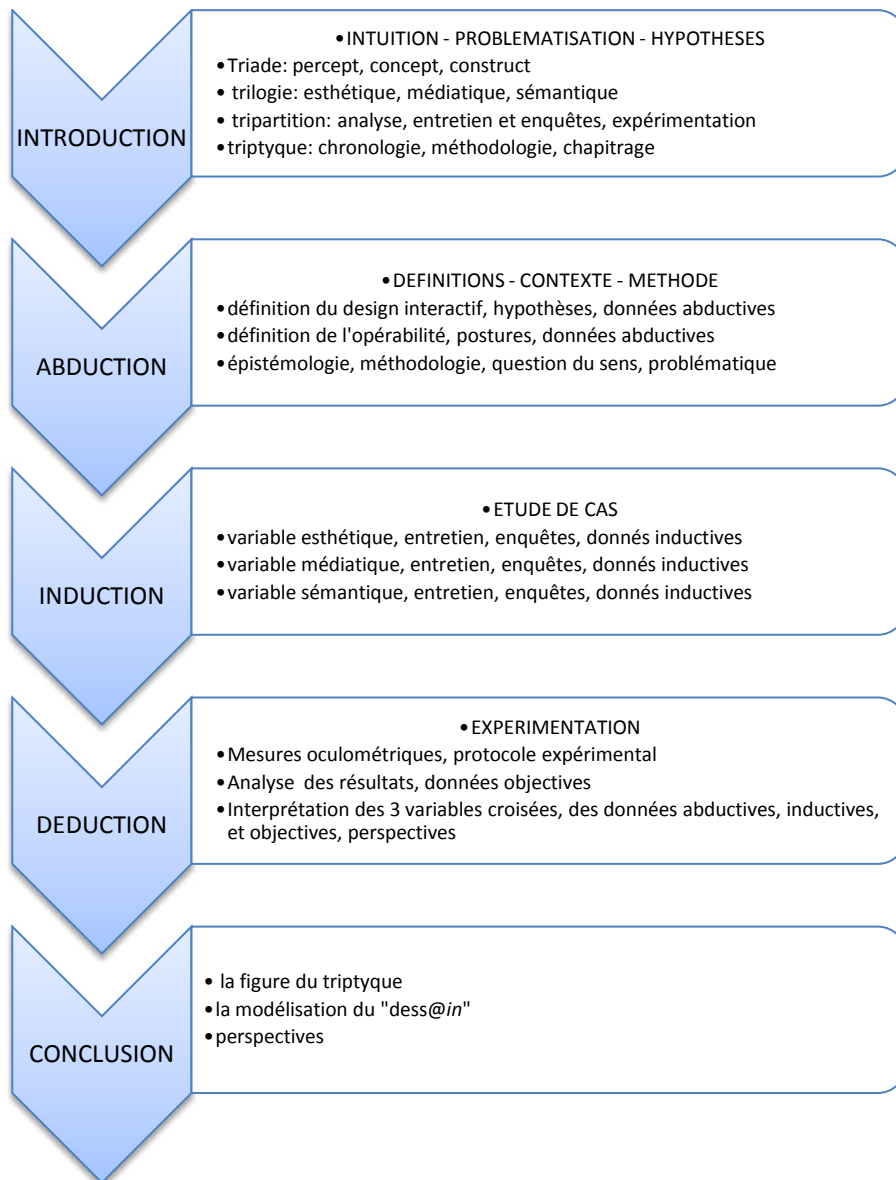 •INTUITION - PROBLEMATISATION - HYPOTHESES
•Triade: percept, concept, construct
• trilogie: esthétique, médiatique, sémantique
• tripartition: analyse, entretien et enquêtes, expérimentation
•triptyque: chronologie, méthodologie, chapitrage
INTRODUCTION
•DEFINITIONS - CONTEXTE - METHODE
•définition du design interactif, hypothèses, données abductives
•définition de l'opérabilité, postures, données abductives
•épistémologie, méthodologie, question du sens, problématique
ABDUCTION
•ETUDE DE CAS
•variable esthétique, entretien, enquêtes, donnés inductives
•variable médiatique, entretien, enquêtes, donnés inductives
•variable sémantique, entretien, enquêtes, donnés inductives
INDUCTION
•EXPERIMENTATION
•Mesures oculométriques, protocole expérimental
•Analyse des résultats, données objectives
•Interprétation des 3 variables croisées, des données abductives, inductives,
et objectives, perspectives
DEDUCTION
• la figure du triptyque
•la modélisation du "dess@in"
•perspectives
CONCLUSION